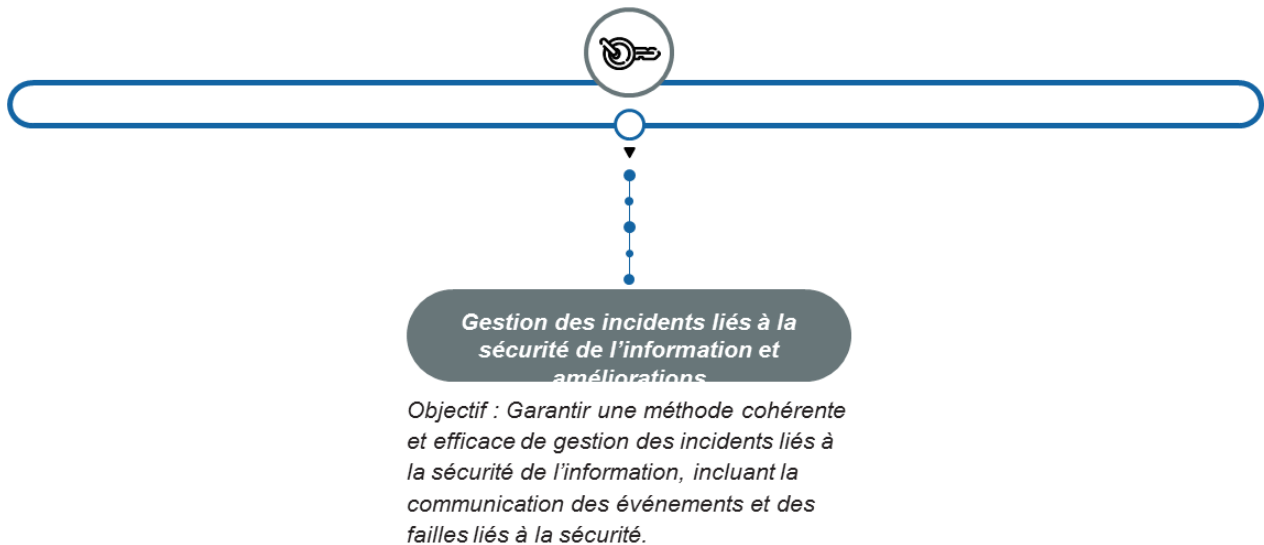 Gestion des incidents liés à la
sécurité de l’information et
améliorations
Objectif : Garantir une méthode cohérente
et efficace de gestion des incidents liés à
la sécurité de l’information, incluant la
communication des événements et des
failles liés à la sécurité.